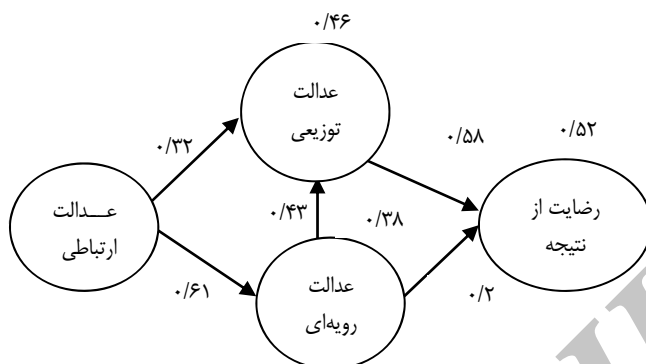 ۰/۴۶
عدالت
توزیعی
۰/۳۲
۰/۵۸
۰/۵۲
رضایت از
نتیجه
عــدالت
ارتباطی
۰/۴۳
۰/۳۸
۰/۶۱
عدالت
رویه‌ای
۰/۲